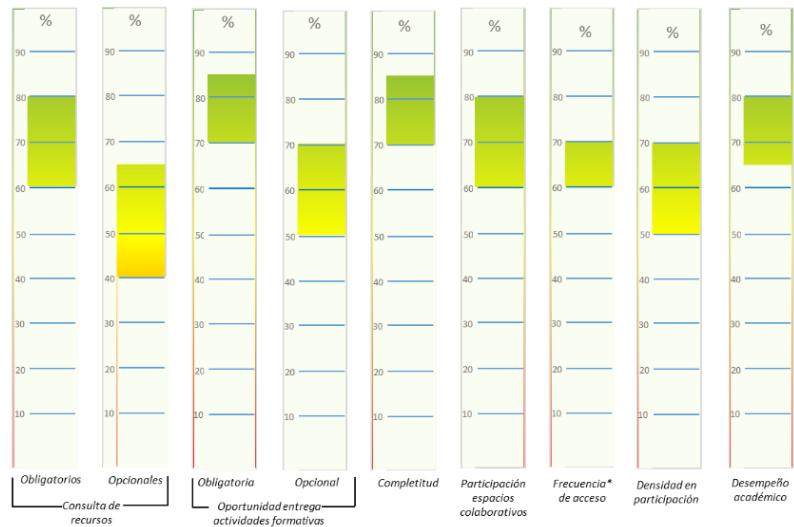 % % % % % % % % %
90 90 90 90 90 90 90 90 90
80 80 80 80 80 80 80 80 80
70 70 70 70 70 70 70 70 70
60 60 60 60 60 60 60 60 60
50 50 50 50 50 50 50 50 50
40 40 40 40 40 40 40 40 40
30 30 30 30 30 30 30 30 30
20 20 20 20 20 20 20 20 20
10 10 10 10 10 10 10 10 10
Obligatorios
Opcionales
Consulta de
recursos
Obligatoria
Opcional
Oportunidad entrega
actividades formativas
Completitud
Participación
espacios
colaborativos
Frecuencia*
de acceso
Densidad en
participación
Desempeño
académico